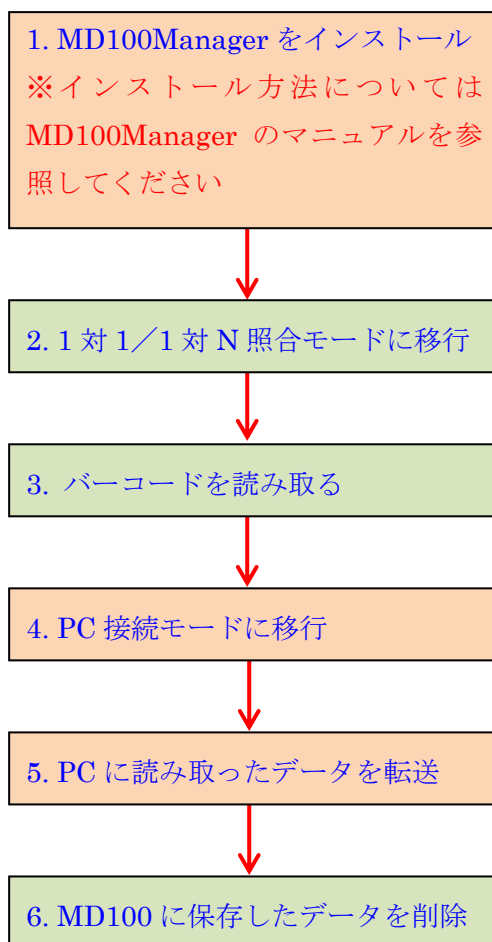 1. MD100Manager をインストール
※インストール方法については
MD100Manager のマニュアルを参
照してください
2. 1 対 1／1 対 N 照合モードに移行
3. バーコードを読み取る
4. PC 接続モードに移行
5. PC に読み取ったデータを転送
6. MD100 に保存したデータを削除